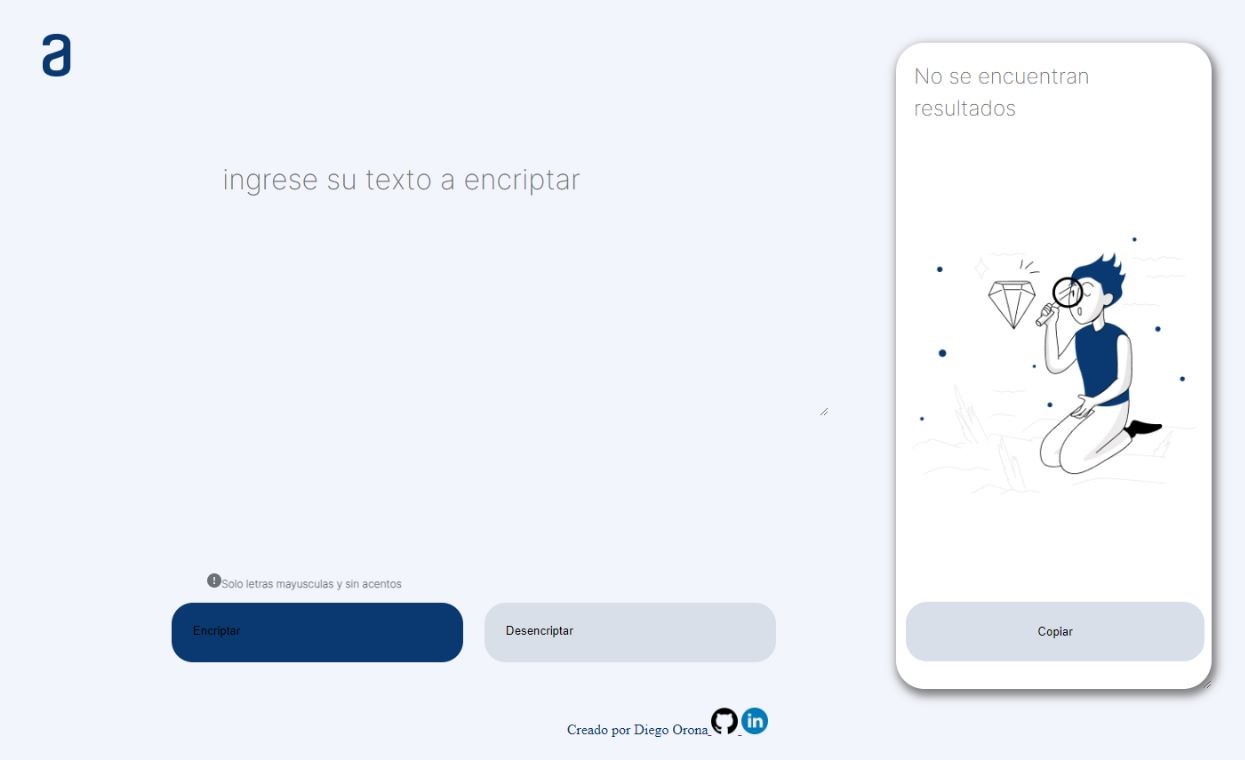 a
ingrese su texto a encriptar
Solo letras mayusculas y sin acentos
Encriptar
Desencriptar
Creado por Diego Orona
in
No se encuentran
resultados
Copiar